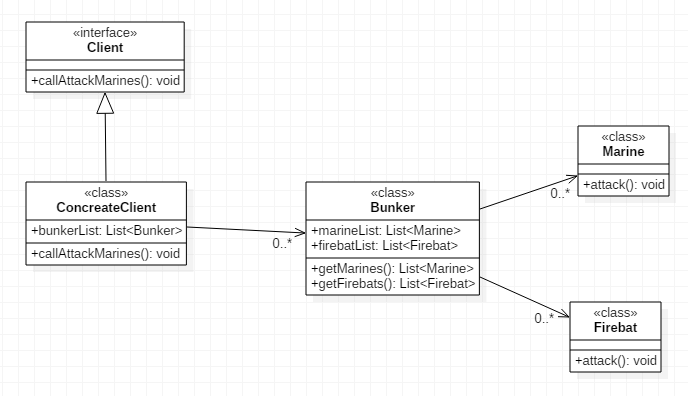 «interface»
Client
+callAttackMarines(): void
«class»
ConcreateClient
+bunkerList: List<Bunker>
+callAttackMarines(): void
0..*
«class»
Bunker
+marineList: List<Marine>
+firebatList: List<Firebat>
+getMarines(): List<Marine>
+getFirebats(): List<Firebat>
0..*
«class»
Marine
+attack(): void
0..*
«class»
Firebat
+attack(): void